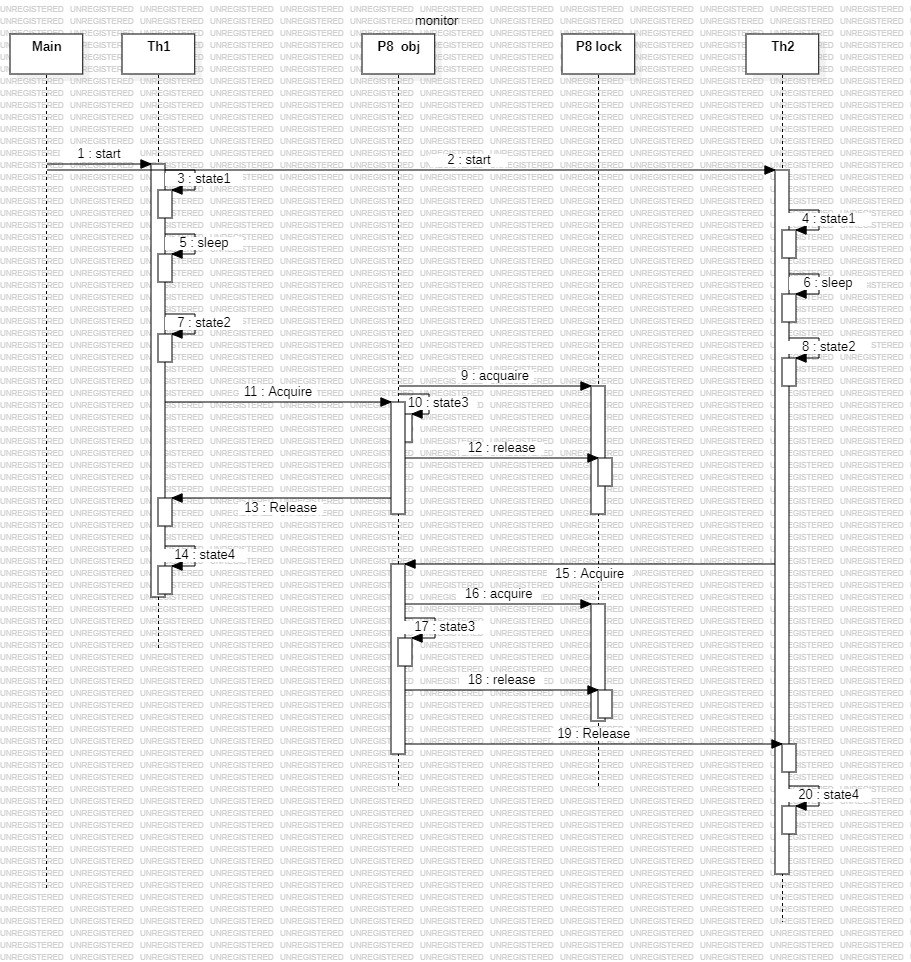 monitor
Main
Th1
P8 obj
P8 lock
Th2
1 : start
2 : start
3 : state1
4 : state1
5 : sleep
6 : sleep
7 : state2
8 : state2
9 : acquaire
11 : Acquire
10 : state3
12 : release
13 : Release
14 : state4
15 : Acquire
16 : acquire
17 : state3
18 : release
19 : Release
20 : state4
UNREGISTERED